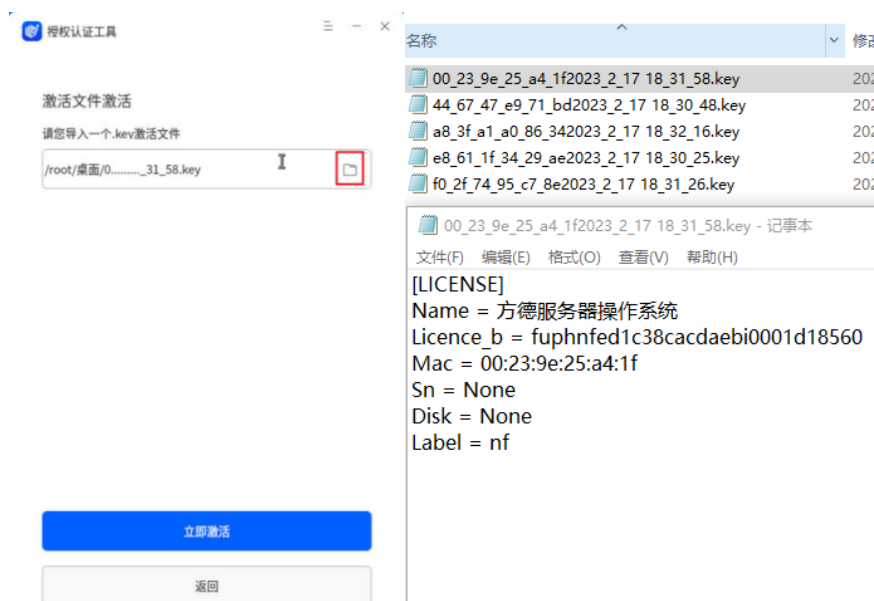 授权认证工具
激活文件激活
请您导入一个.key激活文件
/root/桌面/0........._31_58.key
立即激活
返回
名称
修改
00_23_9e_25_a4_1f2023_2_17 18_31_58.key 202
44_67_47_e9_71_bd2023_2_17 18_30_48.key 202
a8_3f_a1_a0_86_342023_2_17 18_32_16.key 202
e8_61_1f_34_29_ae2023_2_17 18_30_25.key 202
f0_2f_74_95_c7_8e2023_2_17 18_31_26.key 202
00_23_9e_25_a4_1f2023_2_17 18_31_58.key - 记事本
文件(F) 编辑(E) 格式(O) 查看(V) 帮助(H)
[LICENSE]
Name = 方德服务器操作系统
Licence_b = fuphnfed1c38cacdaebi0001d18560
Mac = 00:23:9e:25:a4:1f
Sn = None
Disk = None
Label = nf